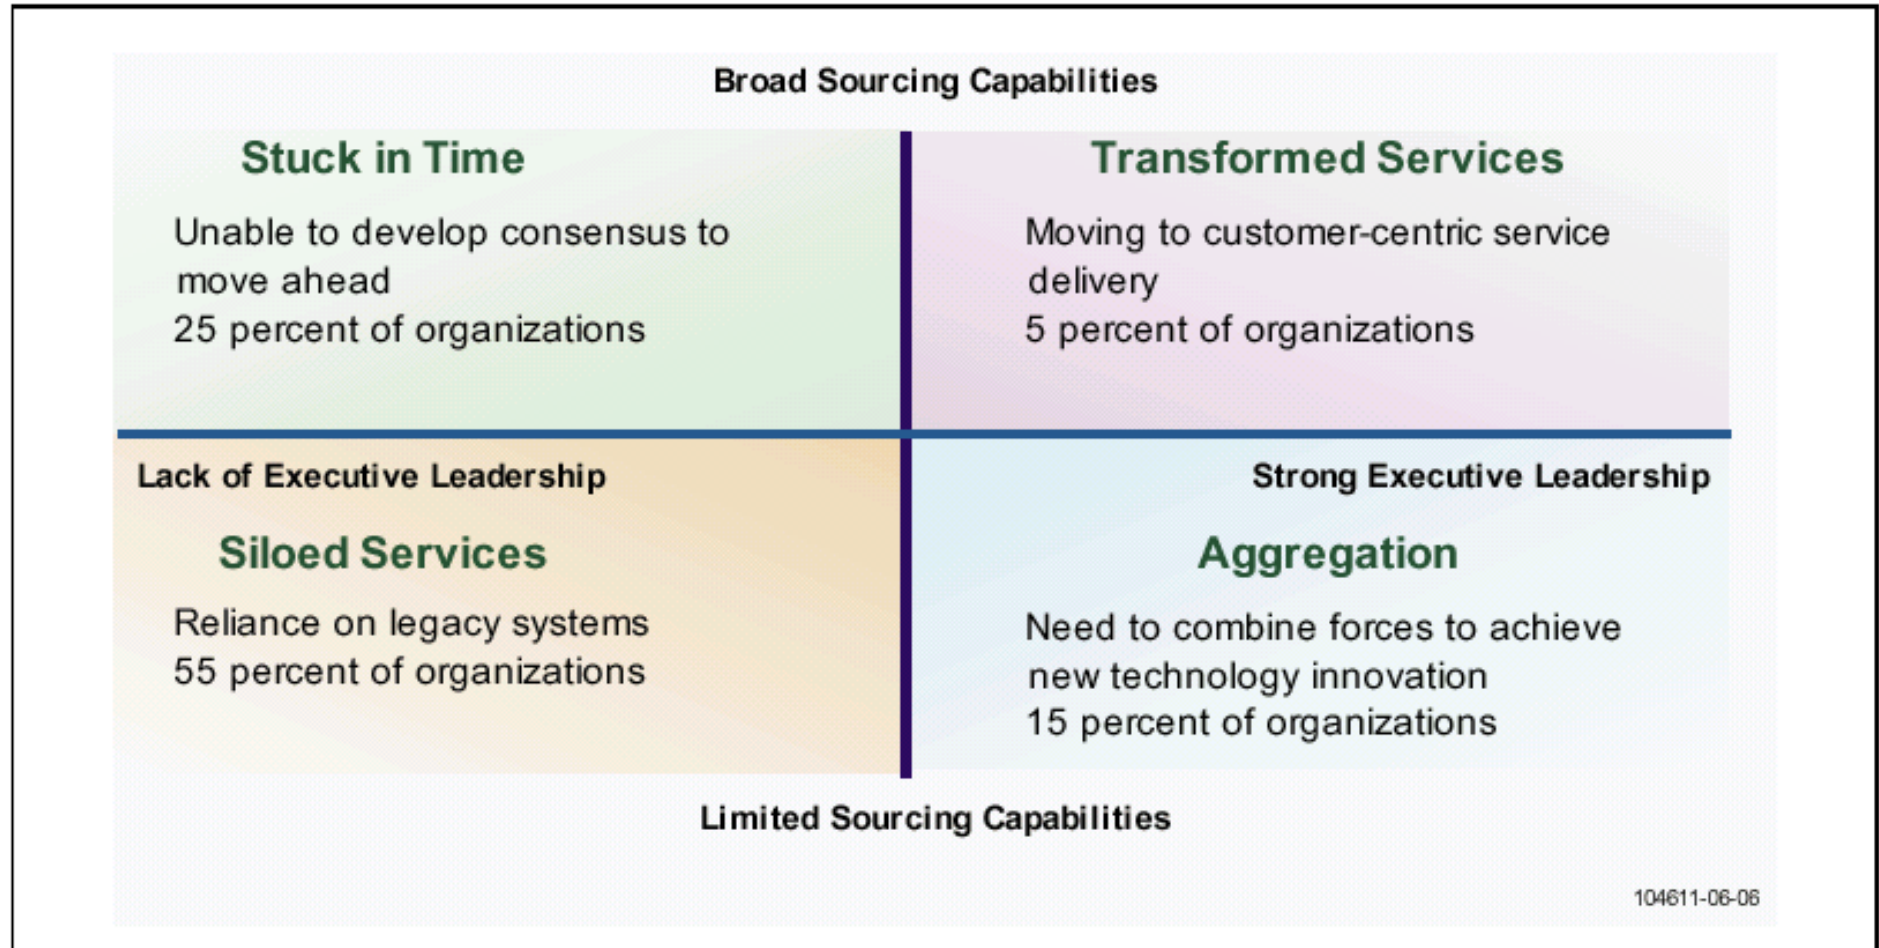 Broad Sourcing Capabilities
Stuck in Time
Unable to develop consensus to
move ahead
25 percent of organizations
Transformed Services
Moving to customer-centric service
delivery
5 percent of organizations
Lack of Executive Leadership
Strong Executive Leadership
Siloed Services
Reliance on legacy systems
55 percent of organizations
Aggregation
Need to combine forces to achieve
new technology innovation
15 percent of organizations
Limited Sourcing Capabilities
104611-06-06